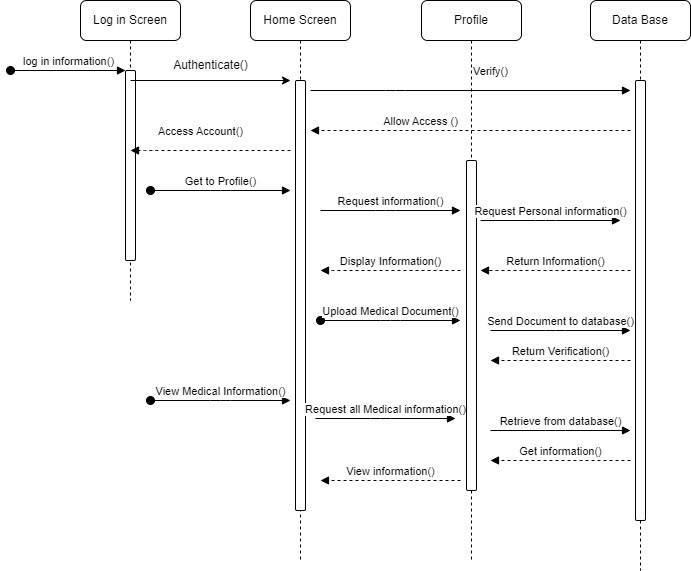 Log in Screen
Home Screen
Profile
Data Base
log in information()
Authenticate()
Verify()
Allow Access ()
Access Account()
Get to Profile()
Request information()
Request Personal information()
Display Information()
Return Information()
Upload Medical Document()
Send Document to database()
Return Verification()
View Medical Information()
Request all Medical information()
Retrieve from database()
Get information()
View information()